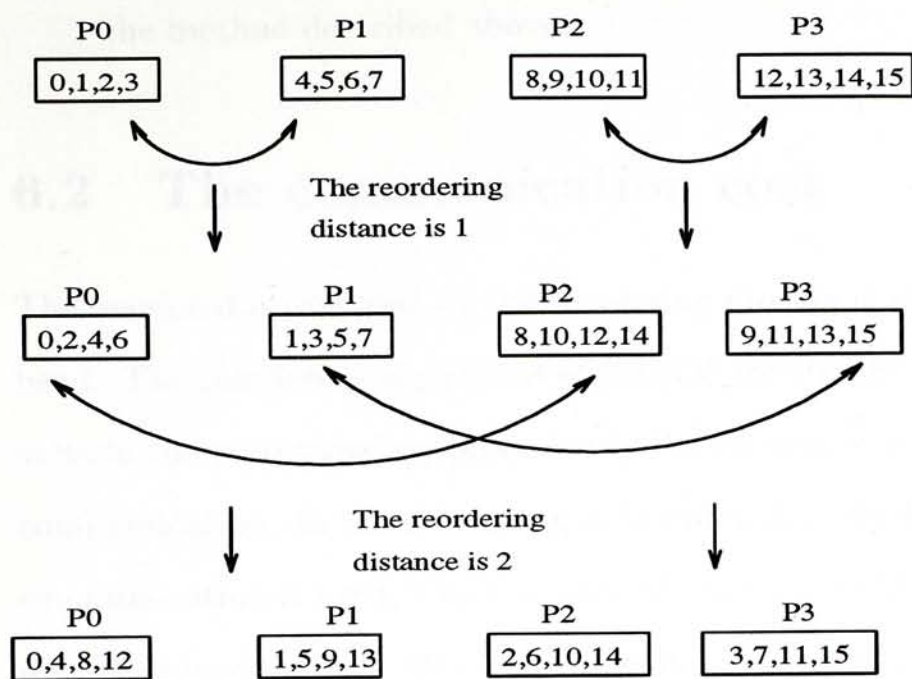 P0 P1 P2 P3
0,1,2,3 4,5,6,7 8,9,10,11 12,13,14,15
The reordering
distance is 1
P0 P1 P2 P3
0,2,4,6 1,3,5,7 8,10,12,14 9,11,13,15
The reordering
distance is 2
P0 P1 P2 P3
0,4,8,12 1,5,9,13 2,6,10,14 3,7,11,15
6.2 The